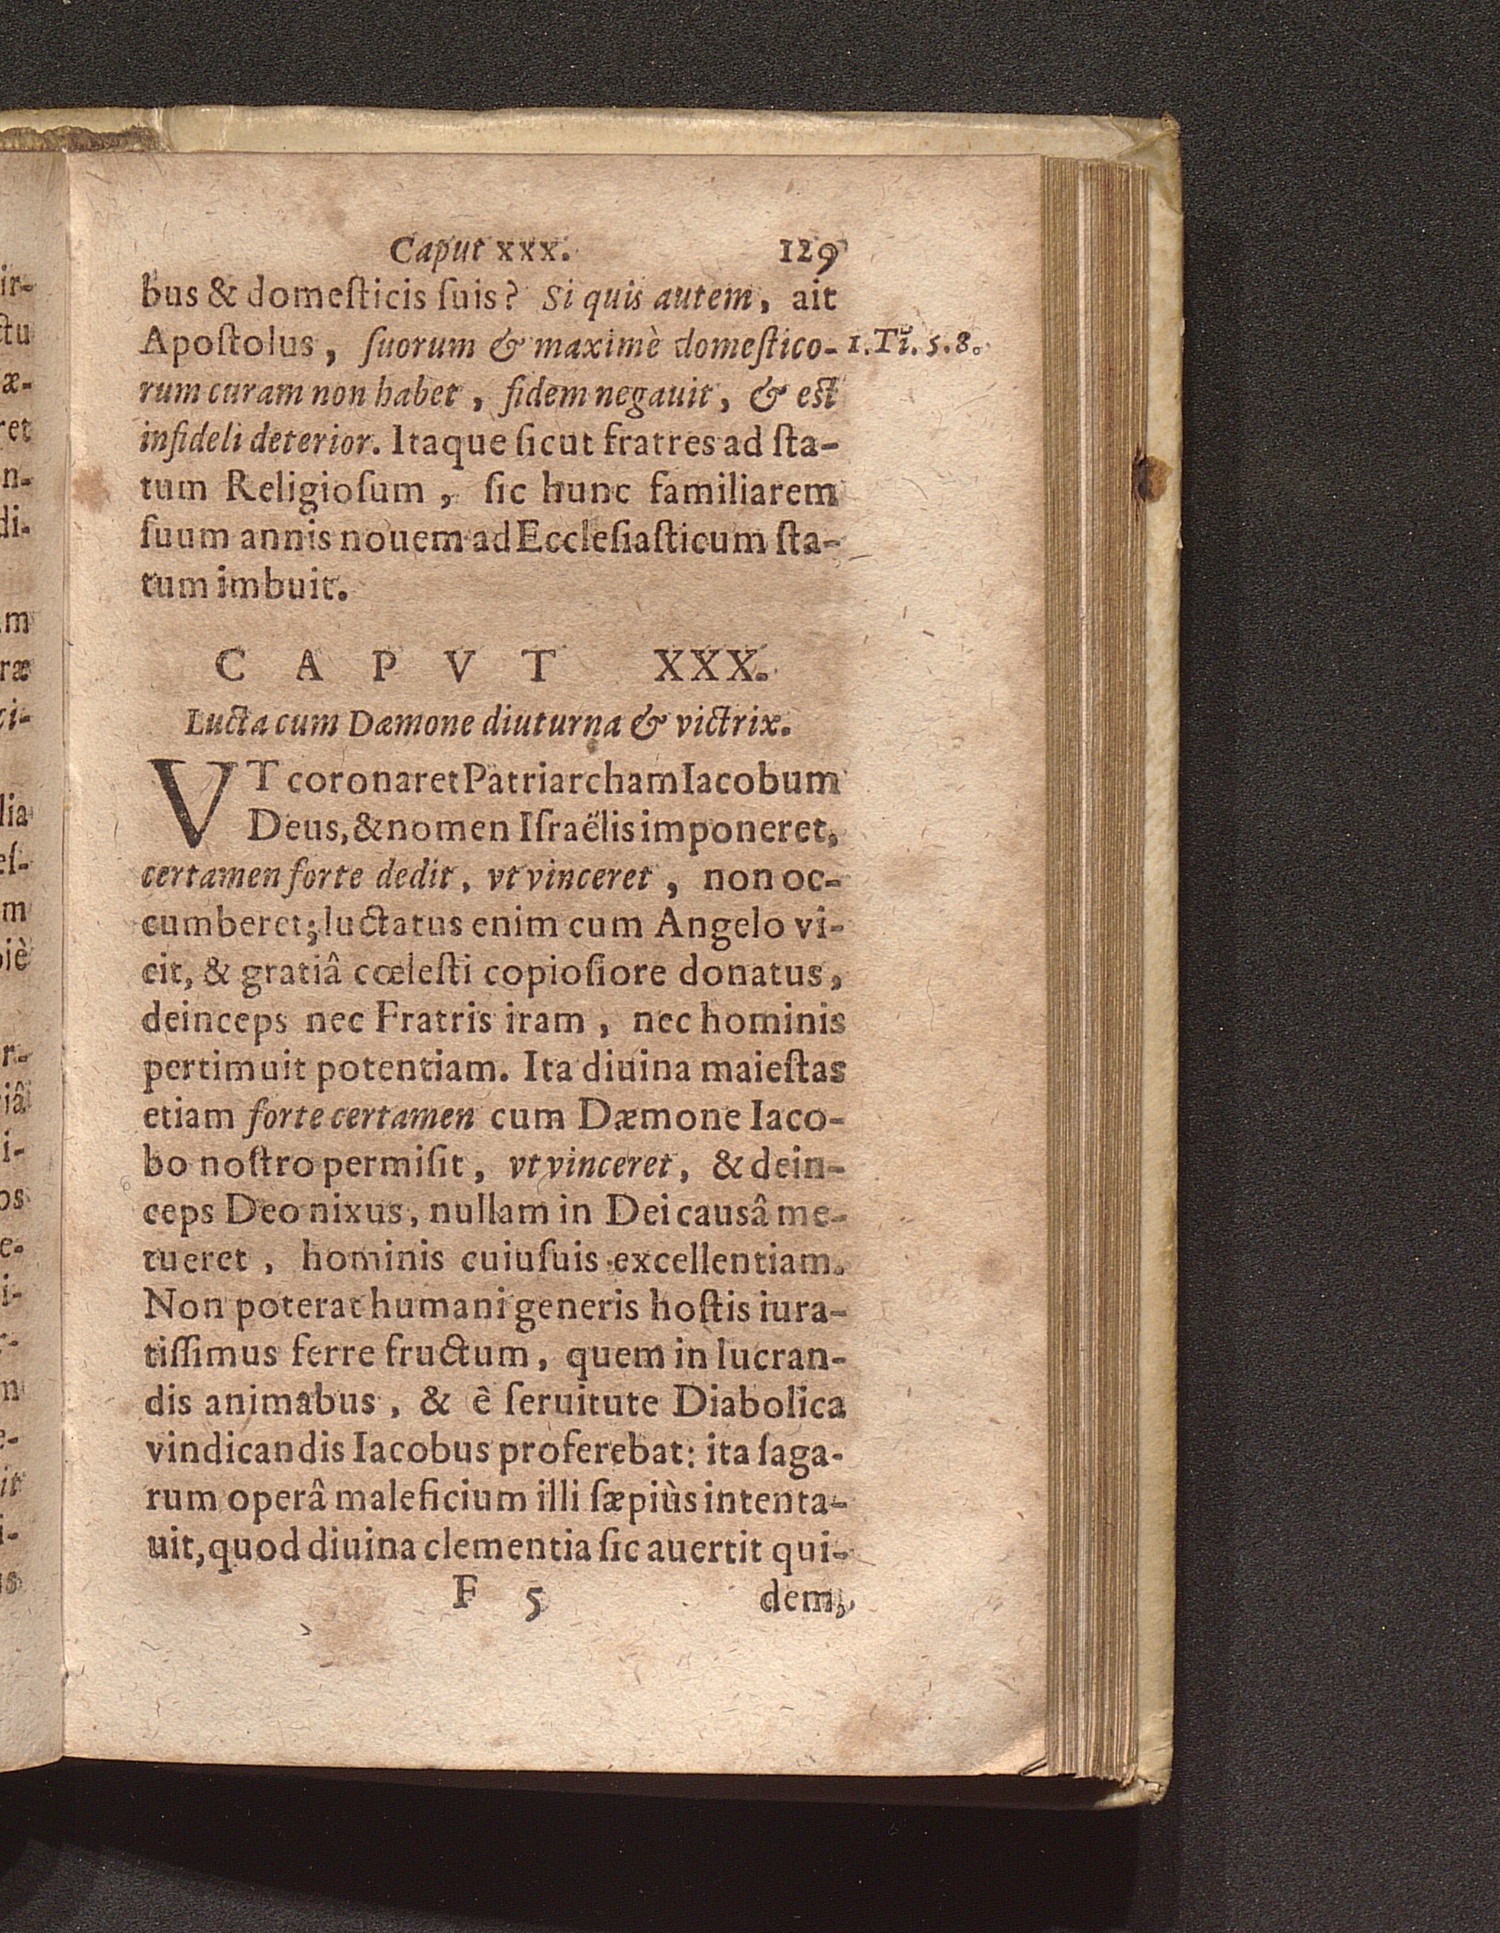 Caput XXX. 129
bus & domeſticis ſuis? Si quis autem, ait
Apoſtolus, ſuorum & maximè domeſtico-
1. Tĩ. 5. 8.
rum curam non habet, fidem negauit, & eſt
infideli deterior. Itaque ſicut fratres ad ſta-
tum Religioſum, ſic hunc familiarem
ſuum annis nouem ad Eccleſiaſticum ſta-
tum imbuit.
CAPVT XXX.
Lucta cum Dæmone diuturna & victrix.
VT coronaret Patriarcham Iacobum
Deus, & nomen Iſraëlis imponeret,
certamen forte dedit, vt vinceret, non oc-
cumberet; luctatus enim cum Angelo vi-
cit, & gratiâ cœleſti copioſiore donatus,
deinceps nec Fratris iram, nec hominis
pertimuit potentiam. Ita diuina maieſtas
etiam forte certamen cum Dæmone Iaco-
bo noſtro permiſit, vt vinceret, & dein-
ceps Deo nixus, nullam in Dei causâ me-
tueret, hominis cuiuſuis excellentiam.
Non poterat humani generis hoſtis iura-
tiſſimus ferre fructum, quem in lucran-
dis animabus, & è ſeruitute Diabolica
vindicandis Iacobus proferebat: ita ſaga-
rum operâ maleficium illi ſæpiùs intenta-
uit, quod diuina clementia ſic auertit qui-
F 5 dem,